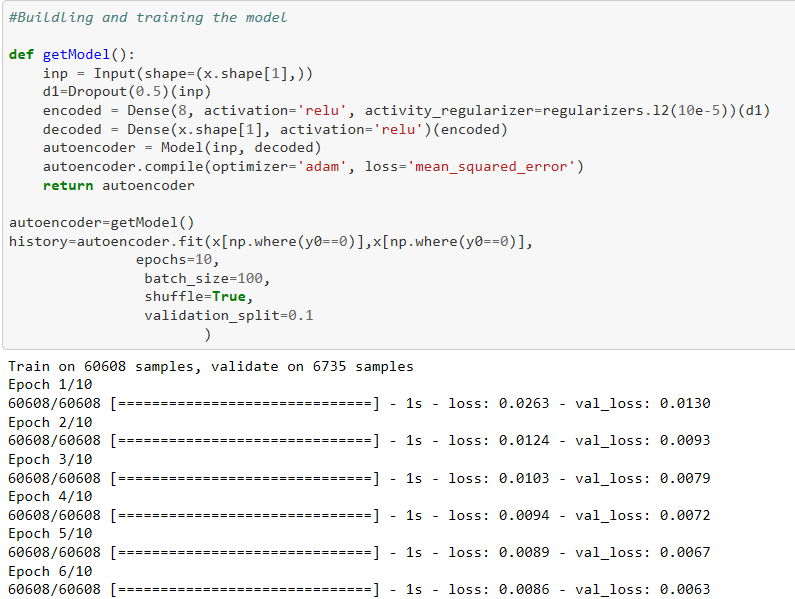 #Buildling and training the model
def getModel():
    inp = Input(shape=(x.shape[1],))
    d1=Dropout(0.5)(inp)
    encoded = Dense(8, activation='relu', activity_regularizer=regularizers.l2(10e-5))(d1)
    decoded = Dense(x.shape[1], activation='relu')(encoded)
    autoencoder = Model(inp, decoded)
    autoencoder.compile(optimizer='adam', loss='mean_squared_error')
    return autoencoder
autoencoder=getModel()
history=autoencoder.fit(x[np.where(y0==0)],x[np.where(y0==0)],
               epochs=10,
                batch_size=100,
                shuffle=True,
                validation_split=0.1
                       )
Train on 60608 samples, validate on 6735 samples
Epoch 1/10
60608/60608 [==============================] - 1s - loss: 0.0263 - val_loss: 0.0130
Epoch 2/10
60608/60608 [==============================] - 1s - loss: 0.0124 - val_loss: 0.0093
Epoch 3/10
60608/60608 [==============================] - 1s - loss: 0.0103 - val_loss: 0.0079
Epoch 4/10
60608/60608 [==============================] - 1s - loss: 0.0094 - val_loss: 0.0072
Epoch 5/10
60608/60608 [==============================] - 1s - loss: 0.0089 - val_loss: 0.0067
Epoch 6/10
60608/60608 [==============================] - 1s - loss: 0.0086 - val_loss: 0.0063